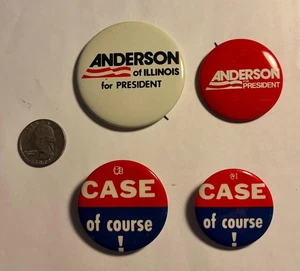 ANDERSON
of ILLINOIS
for PRESIDENT
ANDERSON
PRESIDENT
CASE
of course
!
CASE
of course
!